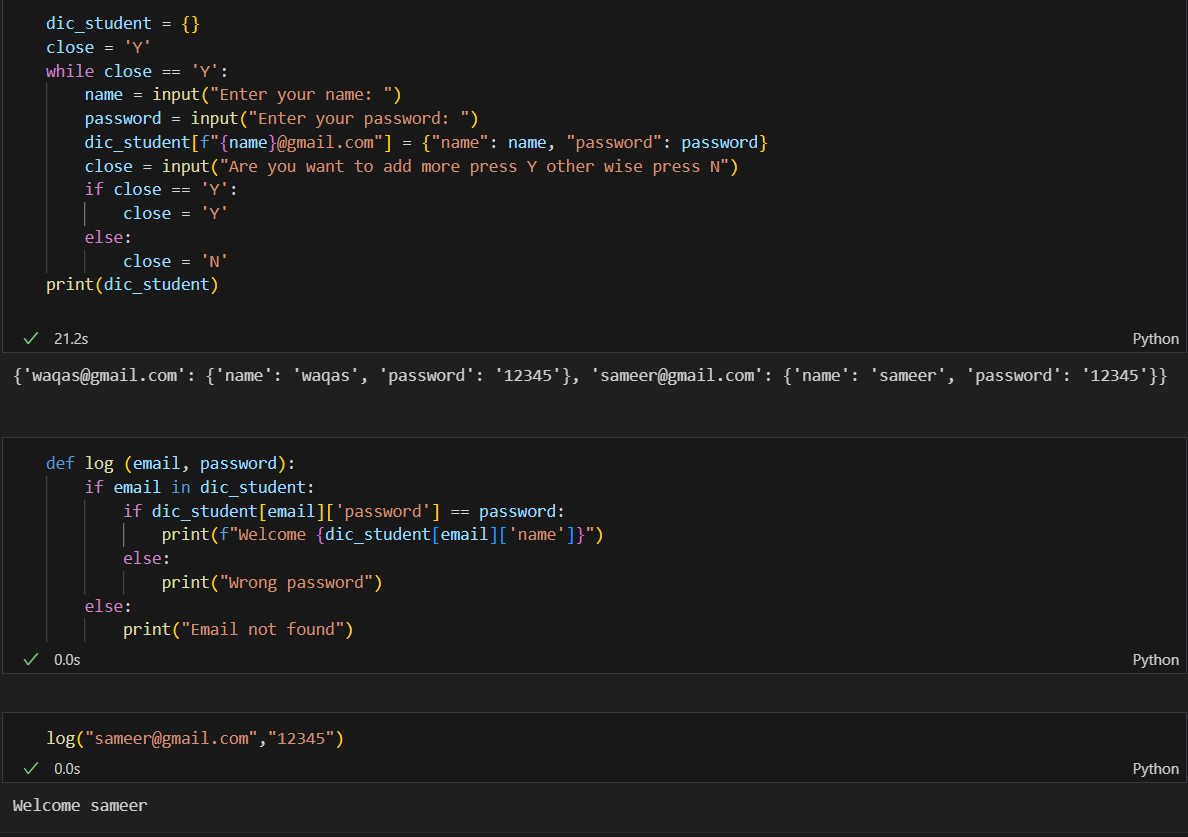 dic_student = {}
close = 'Y'
while close == 'Y':
    name = input("Enter your name: ")
    password = input("Enter your password: ")
    dic_student[f"{name}@gmail.com"] = {"name": name, "password": password}
    close = input("Are you want to add more press Y other wise press N")
    if close == 'Y':
        close = 'Y'
    else:
        close = 'N'
print(dic_student)
21.2s
Python
{'waqas@gmail.com': {'name': 'waqas', 'password': '12345'}, 'sameer@gmail.com': {'name': 'sameer', 'password': '12345'}}
def log (email, password):
    if email in dic_student:
        if dic_student[email]['password'] == password:
            print(f"Welcome {dic_student[email]['name']}")
        else:
            print("Wrong password")
    else:
        print("Email not found")
0.0s
Python
log("sameer@gmail.com","12345")
0.0s
Python
Welcome sameer